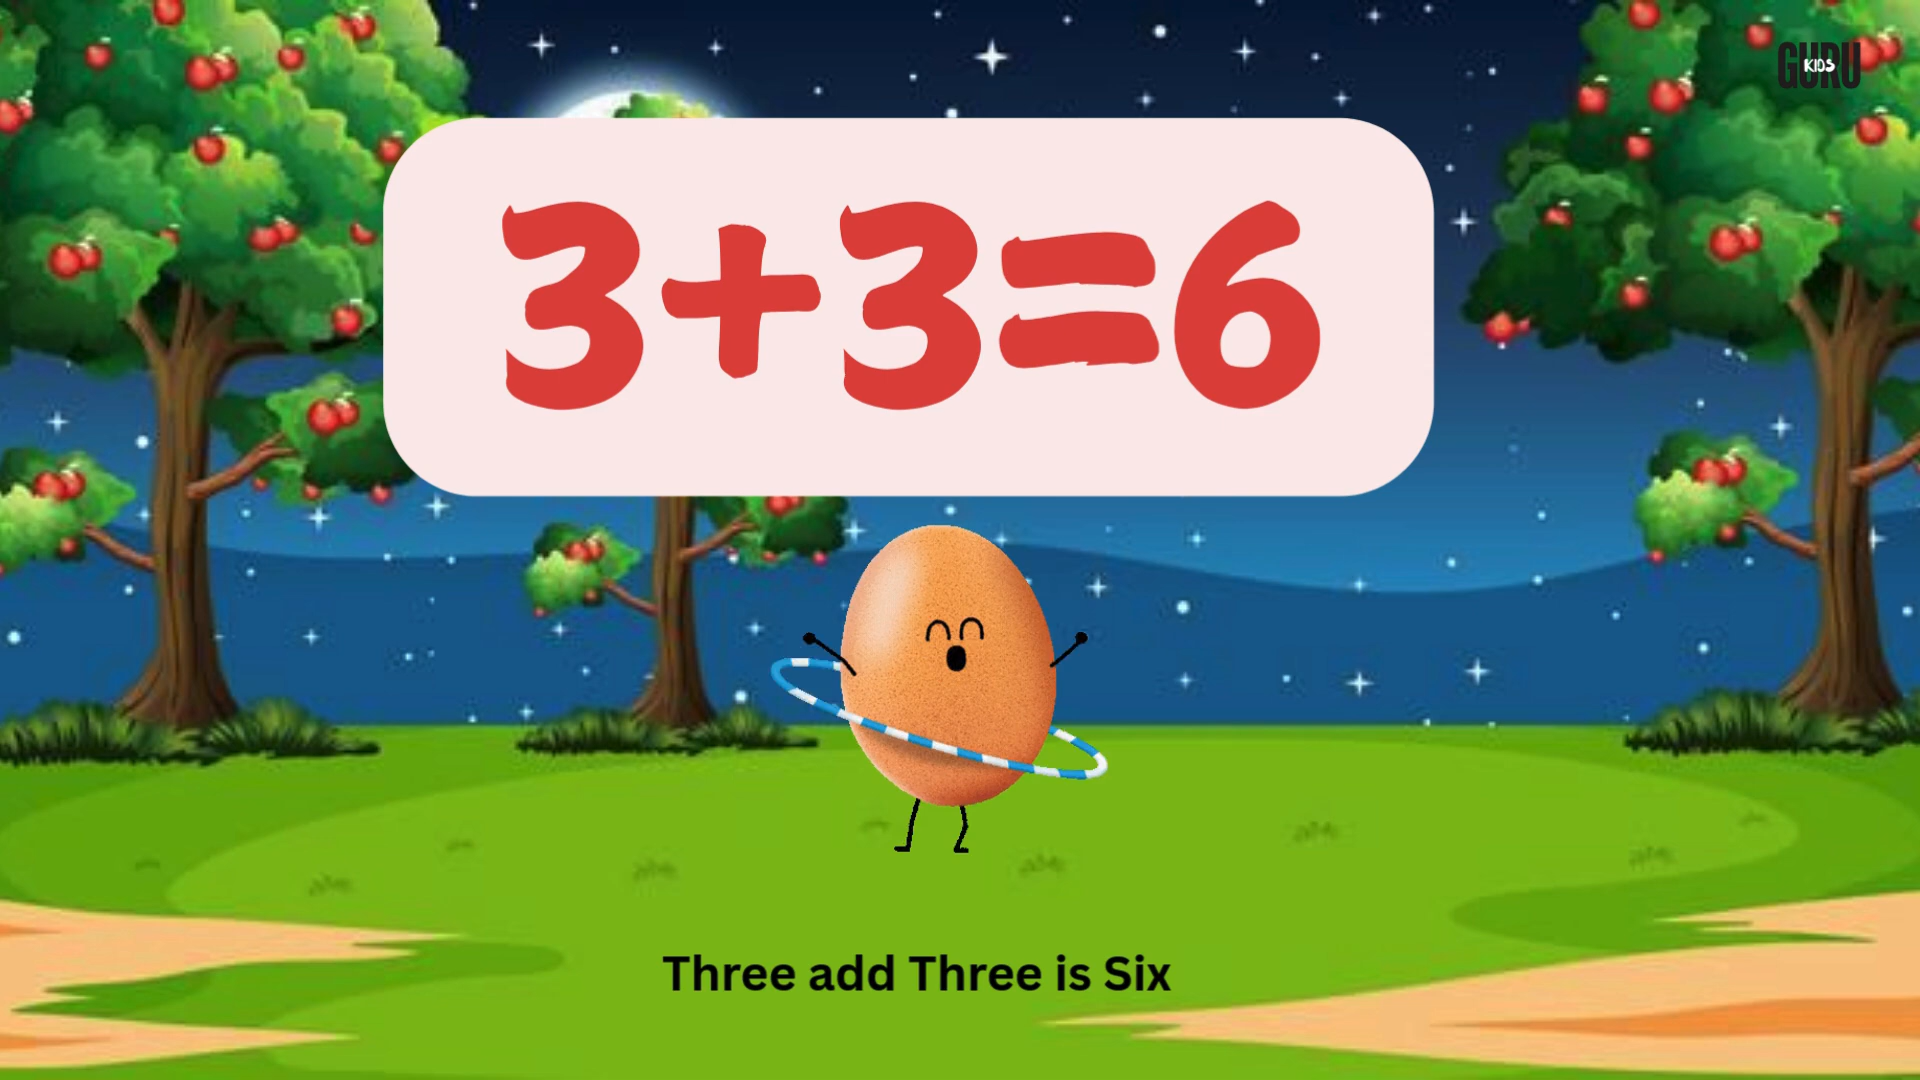 GURU
KIDS
3+3=6
Three add Three is Six